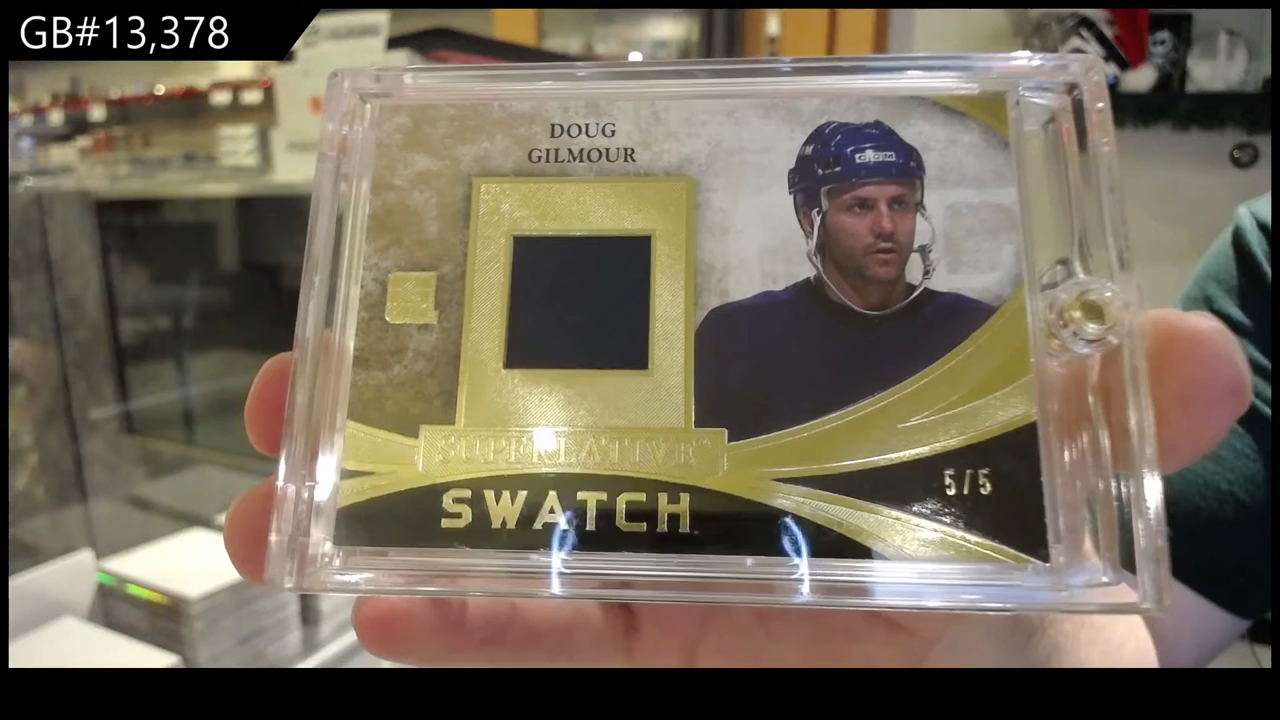 GB#13,378
DOUG
GILMOUR
CCM
SUPERLATIVE
SWATCH
5/5